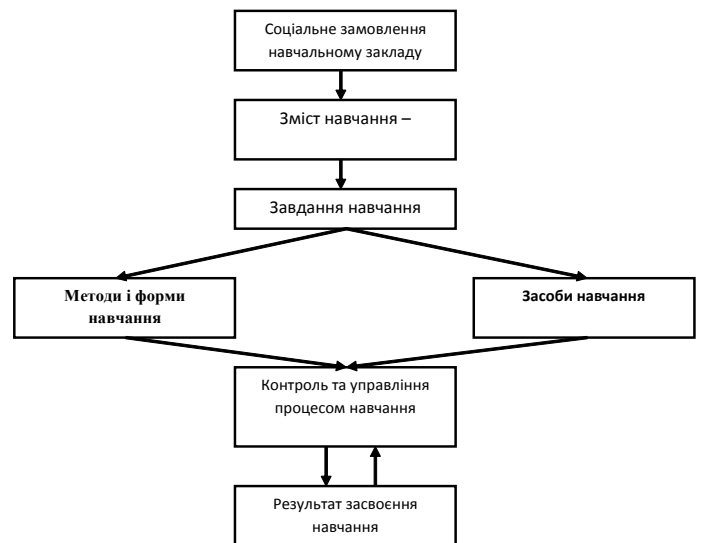 Соціальне замовлення
навчальному закладу
Зміст навчання –
Завдання навчання
Методи і форми
навчання
Засоби навчання
Контроль та управління
процесом навчання
Результат засвоєння
навчання